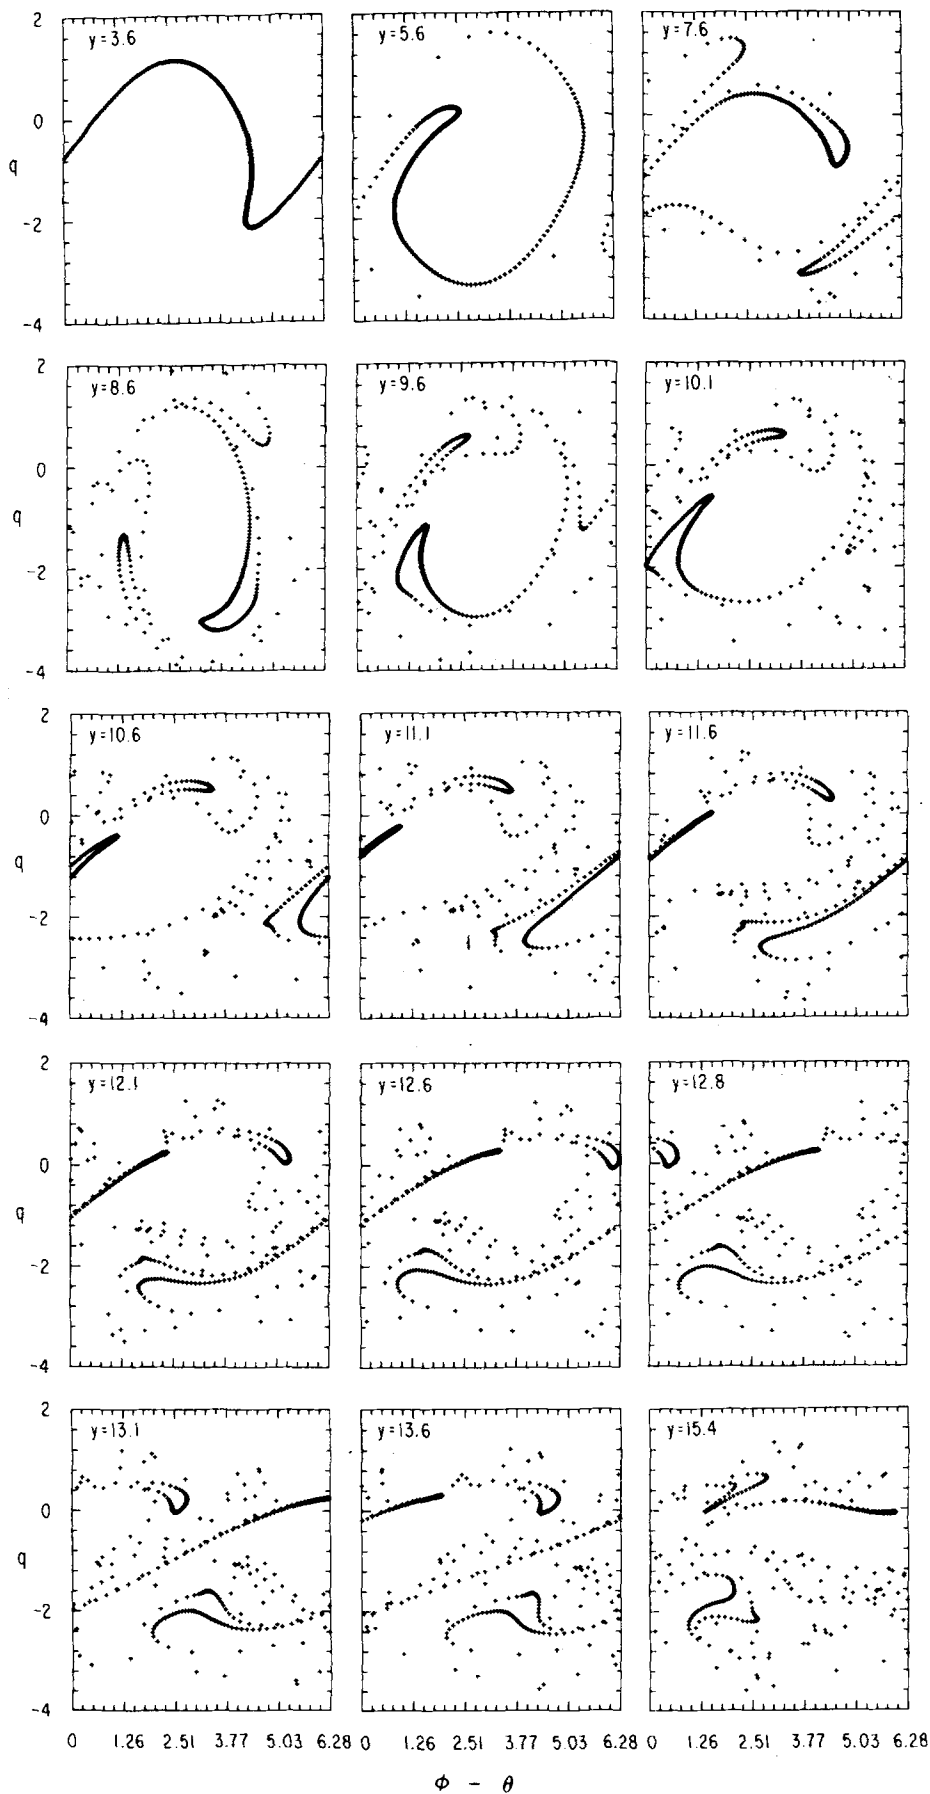 y=3.6 y=5.6 y=7.6
2
0
q
-2
-4
y=8.6 y=9.6 y=10.1
2
0
q
-2
-4
y=10.6 y=11.1 y=11.6
2
0
q
-2
-4
y=12.1 y=12.6 y=12.8
2
0
q
-2
-4
y=13.1 y=13.6 y=15.4
2
0
q
-2
-4
0 1.26 2.51 3.77 5.03 6.28 0 1.26 2.51 3.77 5.03 6.28 0 1.26 2.51 3.77 5.03 6.28
ϕ - θ